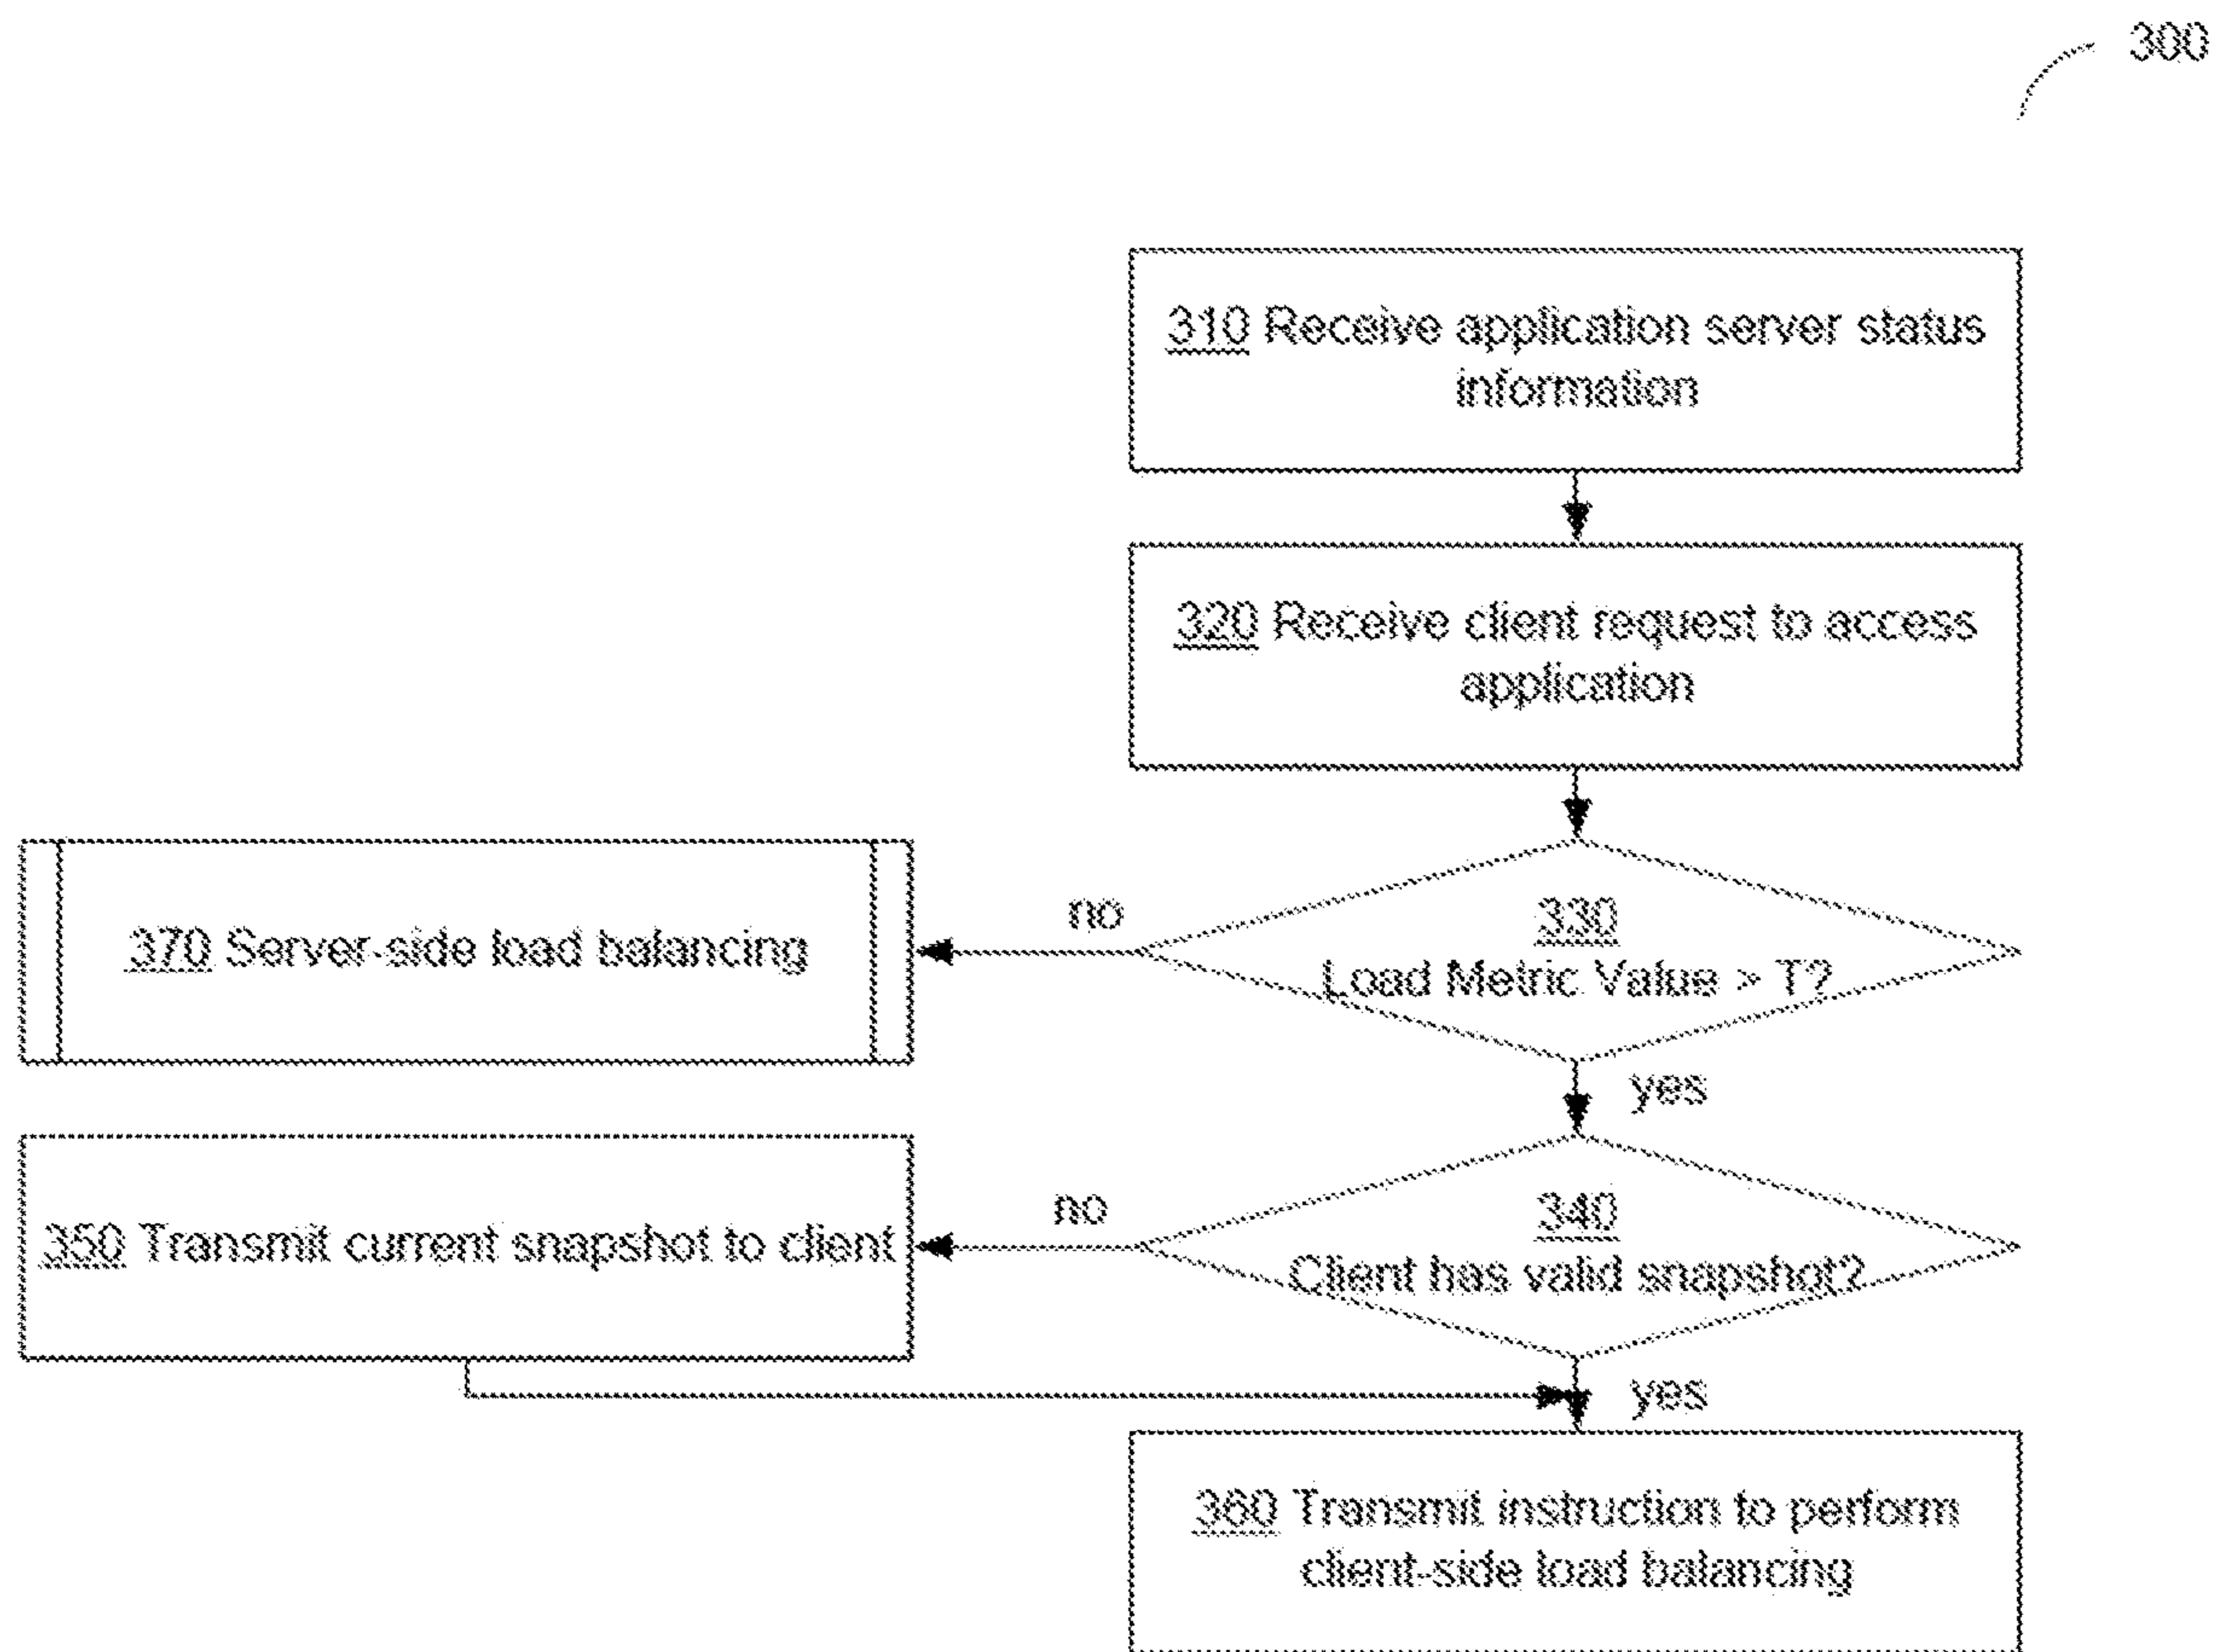 300
310 Receive application server status
information
320 Receive client request to access
application
330
Load Metric Value > T?
no
370 Server-side load balancing
yes
340
Client has valid snapshot?
no
350 Transmit current snapshot to client
yes
360 Transmit instruction to perform
client-side load balancing